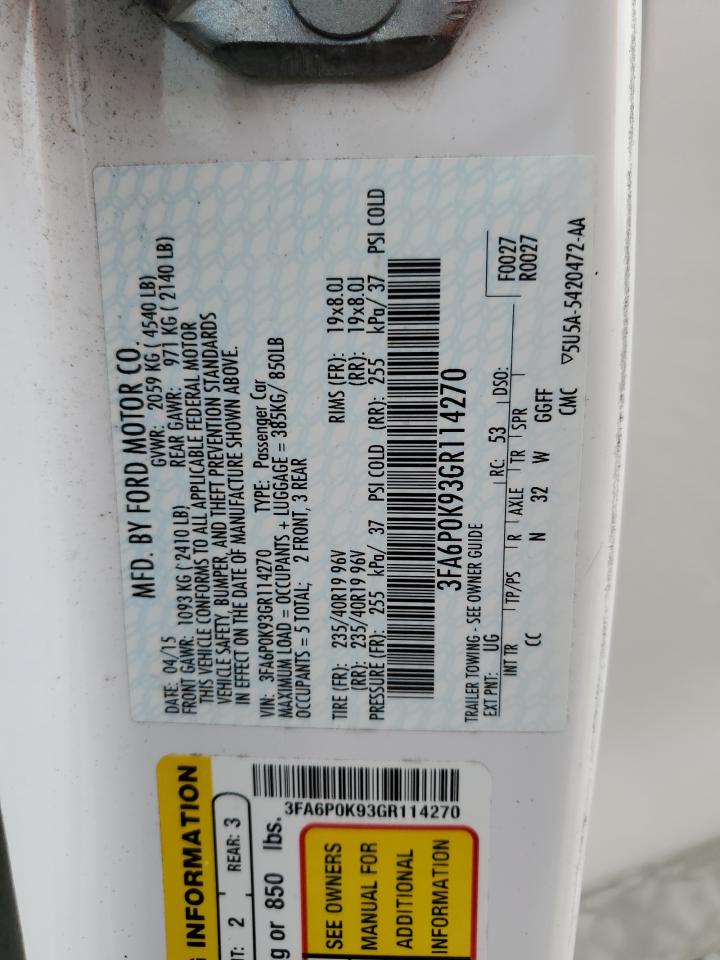 MFD. BY FORD MOTOR CO.
DATE: 04/15 GVWR: 2059 KG ( 4540 LB)
FRONT GAWR: 1093 KG ( 2410 LB) REAR GAWR: 971 KG ( 2140 LB)
THIS VEHICLE CONFORMS TO ALL APPLICABLE FEDERAL MOTOR
VEHICLE SAFETY, BUMPER, AND THEFT PREVENTION STANDARDS
IN EFFECT ON THE DATE OF MANUFACTURE SHOWN ABOVE.
VIN: 3FA6P0K93GR114270 TYPE: Passenger Car
MAXIMUM LOAD = OCCUPANTS + LUGGAGE = 385KG/ 850LB
OCCUPANTS = 5 TOTAL; 2 FRONT, 3 REAR
TIRE (FR): 235/40R19 96V RIMS (FR): 19x8.0J
(RR): 235/40R19 96V (RR): 19x8.0J
PRESSURE (FR): 255 kPa/ 37 PSI COLD (RR): 255 kPa/ 37 PSI COLD
3FA6P0K93GR114270
TRAILER TOWING - SEE OWNER GUIDE F0027
EXT PNT: UG RC: 53 DSO: R0027
INT TR TP/PS R AXLE TR SPR
CC N 32 W GGFF
CMC ▽5U5A-5420472-AA
INFORMATION
2 REAR: 3
or 850 lbs.
3FA6P0K93GR114270
SEE OWNERS
MANUAL FOR
ADDITIONAL
INFORMATION